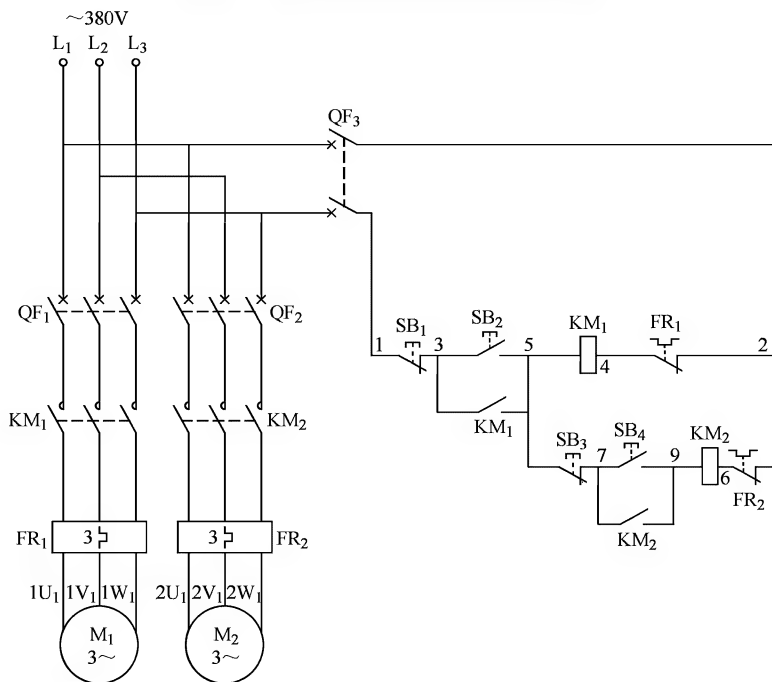 ～380V
L₁ L₂ L₃
QF₃
QF₁ QF₂
1 SB₁ 3 SB₂ 5 KM₁ 4 FR₁ 2
KM₁ KM₂
KM₁
SB₃ 7 SB₄ 9 KM₂ 6 FR₂
KM₂
FR₁ 3 3 FR₂
1U₁ 1V₁ 1W₁ 2U₁ 2V₁ 2W₁
M₁ M₂
3～ 3～